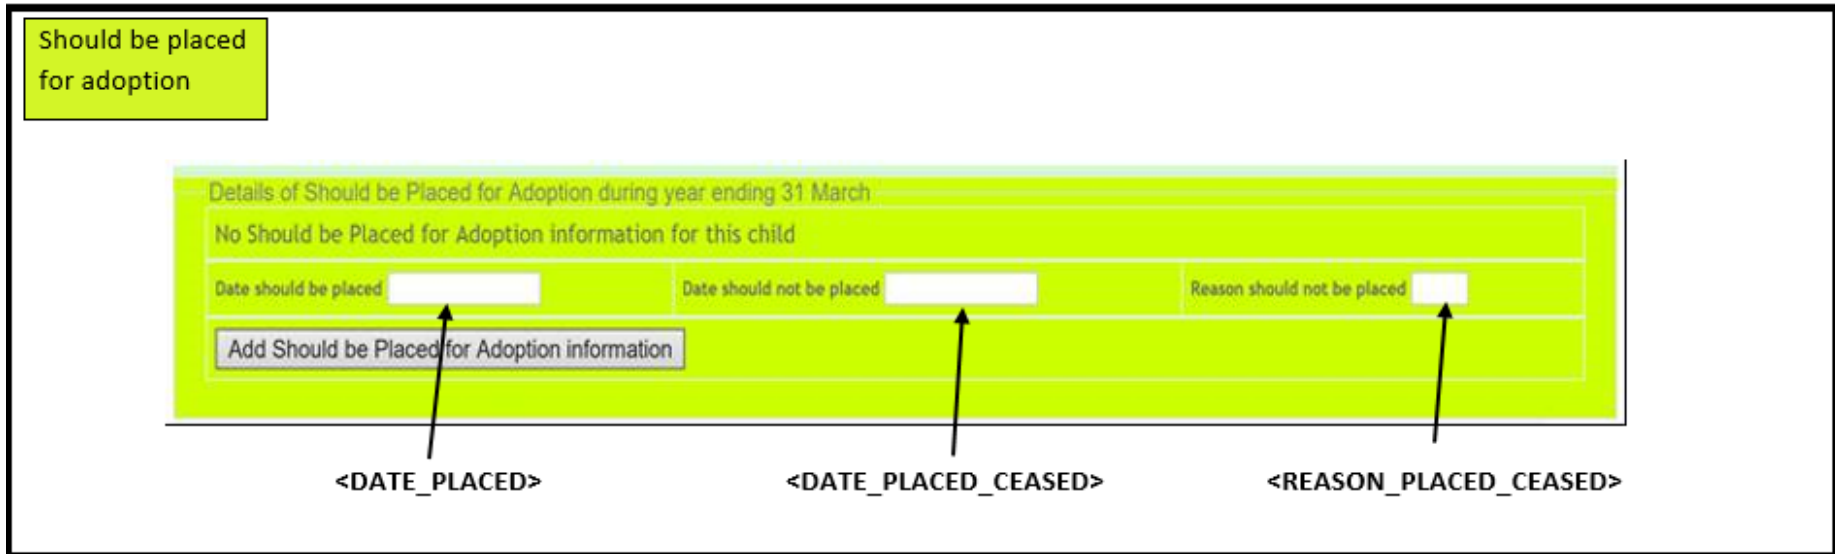 Should be placed
for adoption
Details of Should be Placed for Adoption during year ending 31 March
No Should be Placed for Adoption information for this child
Date should be placed Date should not be placed Reason should not be placed
Add Should be Placed for Adoption information
<DATE_PLACED> <DATE_PLACED_CEASED> <REASON_PLACED_CEASED>